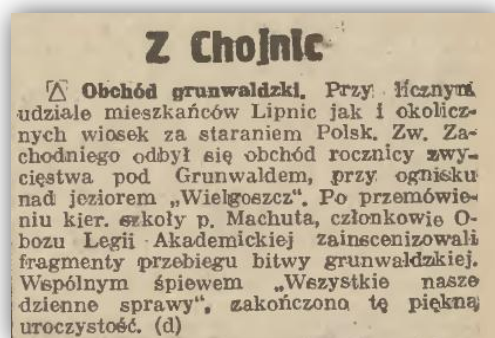 Z Chojnic
Obchód grunwaldzki. Przy licznym
udziale mieszkańców Lipnic jak i okolicz-
nych wiosek za staraniem Polsk. Zw. Za-
chodniego odbył się obchód rocznicy zwy-
cięstwa pod Grunwaldem, przy ognisku
nad jeziorem „Wielgoszcz”. Po przemówie-
niu kier. szkoły p. Machuta, członkowie O-
bozu Legii Akademickiej zainscenizowali
fragmenty przebiegu bitwy grunwaldzkiej.
Wspólnym śpiewem „Wszystkie nasze
dzienne sprawy”, zakończono tę piękną
uroczystość. (d)